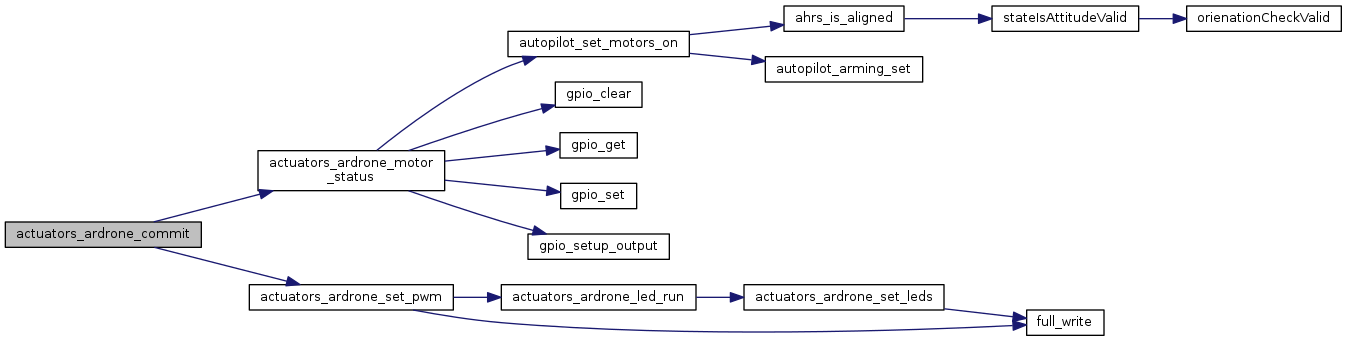 ahrs_is_aligned
stateIsAttitudeValid
orienationCheckValid
autopilot_set_motors_on
autopilot_arming_set
gpio_clear
gpio_get
actuators_ardrone_motor
_status
gpio_set
actuators_ardrone_commit
gpio_setup_output
actuators_ardrone_set_pwm
actuators_ardrone_led_run
actuators_ardrone_set_leds
full_write